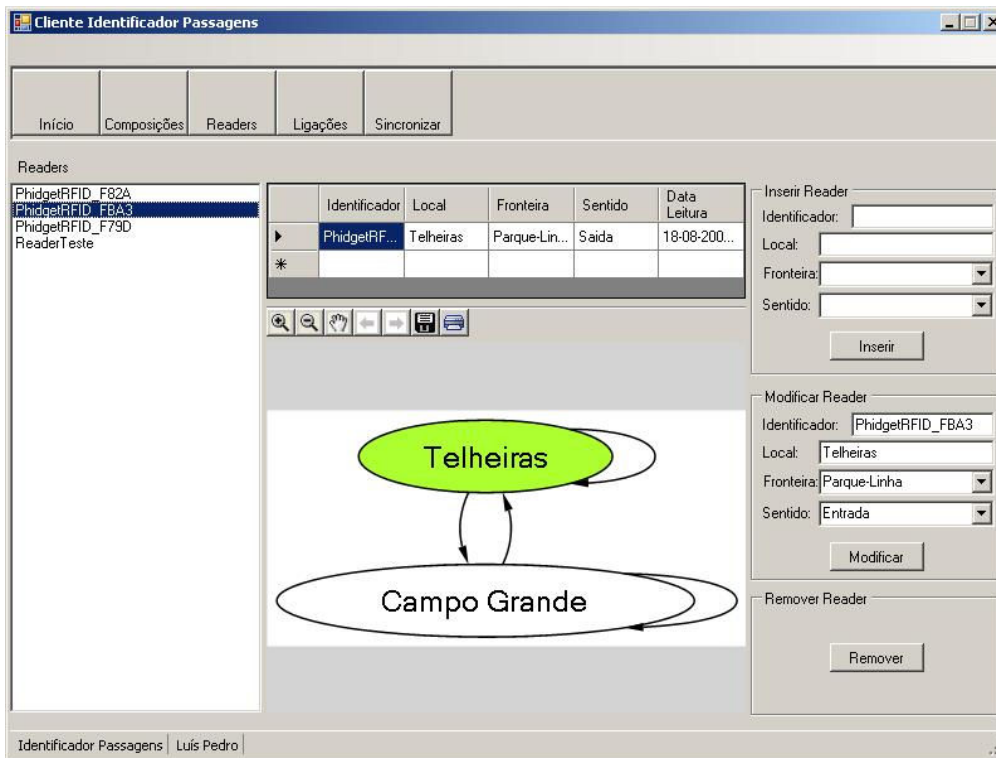 Cliente Identificador Passagens
Início Composições Readers Ligações Sincronizar
Readers
PhidgetRFID_F82A
PhidgetRFID_FBA3
PhidgetRFID_F79D
ReaderTeste
Identificador Local Fronteira Sentido Data Leitura
PhidgetRF... Telheiras Parque-Lin... Saida 18-08-200...
Telheiras
Campo Grande
Inserir Reader
Identificador:
Local:
Fronteira:
Sentido:
Inserir
Modificar Reader
Identificador: PhidgetRFID_FBA3
Local: Telheiras
Fronteira: Parque-Linha
Sentido: Entrada
Modificar
Remover Reader
Remover
Identificador Passagens Luís Pedro